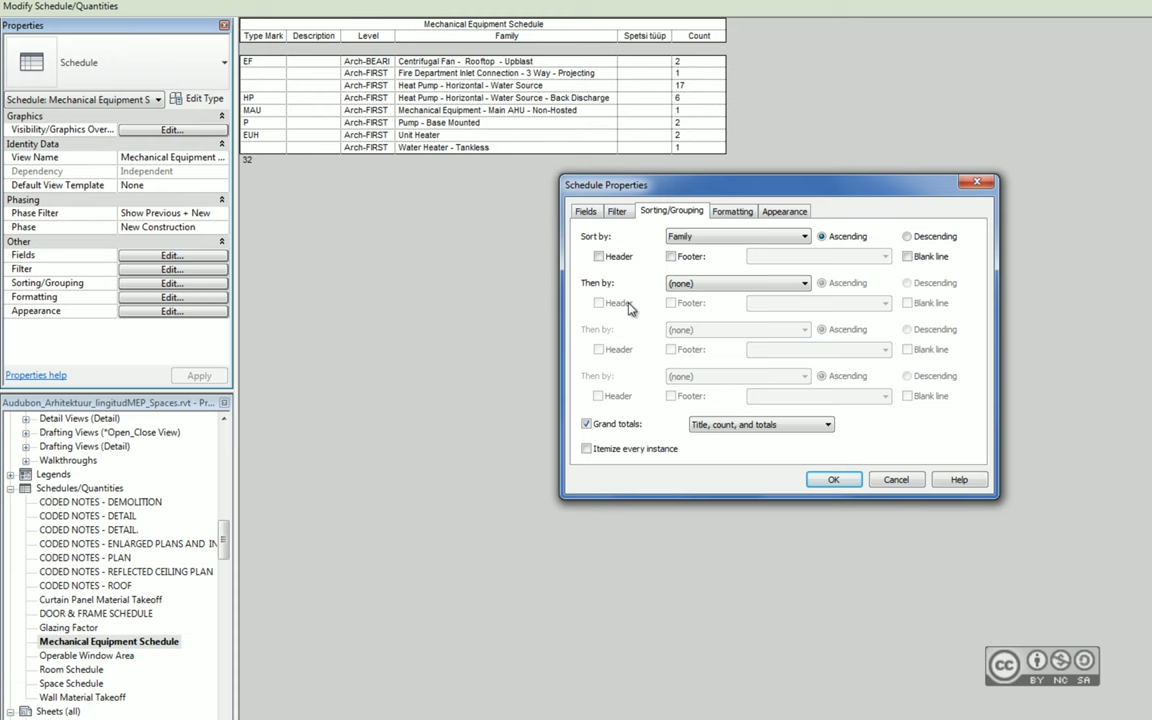 Modify Schedule/Quantities
Properties
Schedule
Schedule: Mechanical Equipment S
Edit Type
Graphics
Visibility/Graphics Over... Edit...
Identity Data
View Name Mechanical Equipment ...
Dependency Independent
Default View Template None
Phasing
Phase Filter Show Previous + New
Phase New Construction
Other
Fields Edit...
Filter Edit...
Sorting/Grouping Edit...
Formatting Edit...
Appearance Edit...
Properties help Apply
Audubon_Arhitektuur_lingitudMEP_Spaces.rvt - Pr...
Detail Views (Detail)
Drafting Views (*Open_Close View)
Drafting Views (Detail)
Walkthroughs
Legends
Schedules/Quantities
CODED NOTES - DEMOLITION
CODED NOTES - DETAIL
CODED NOTES - DETAIL.
CODED NOTES - ENLARGED PLANS AND IN
CODED NOTES - PLAN
CODED NOTES - REFLECTED CEILING PLAN
CODED NOTES - ROOF
Curtain Panel Material Takeoff
DOOR & FRAME SCHEDULE
Glazing Factor
Mechanical Equipment Schedule
Operable Window Area
Room Schedule
Space Schedule
Wall Material Takeoff
Sheets (all)
Mechanical Equipment Schedule
Type Mark Description Level Family Spetsi tüüp Count
EF Arch-BEARI Centrifugal Fan - Rooftop - Upblast 2
Arch-FIRST Fire Department Inlet Connection - 3 Way - Projecting 1
Arch-FIRST Heat Pump - Horizontal - Water Source 17
HP Arch-FIRST Heat Pump - Horizontal - Water Source - Back Discharge 6
MAU Arch-FIRST Mechanical Equipment - Main AHU - Non-Hosted 1
P Arch-FIRST Pump - Base Mounted 2
EUH Arch-FIRST Unit Heater 2
Arch-FIRST Water Heater - Tankless 1
32
Schedule Properties
Fields Filter Sorting/Grouping Formatting Appearance
Sort by: Family Ascending Descending
Header Footer: Blank line
Then by: (none) Ascending Descending
Header Footer: Blank line
Then by: (none) Ascending Descending
Header Footer: Blank line
Then by: (none) Ascending Descending
Header Footer: Blank line
Grand totals: Title, count, and totals
Itemize every instance
OK Cancel Help
cc
BY NC SA